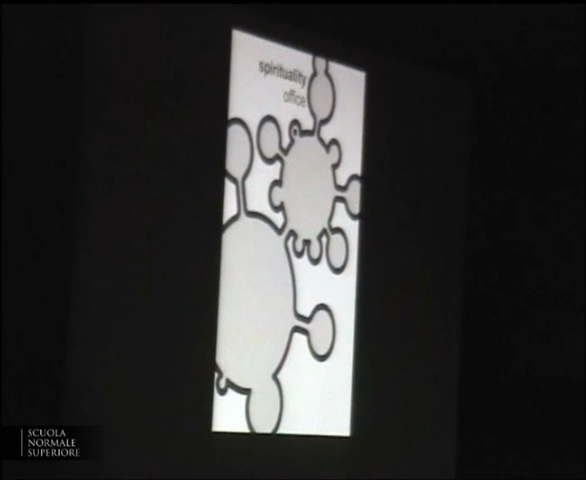 spirituality
office
SCUOLA
NORMALE
SUPERIORE